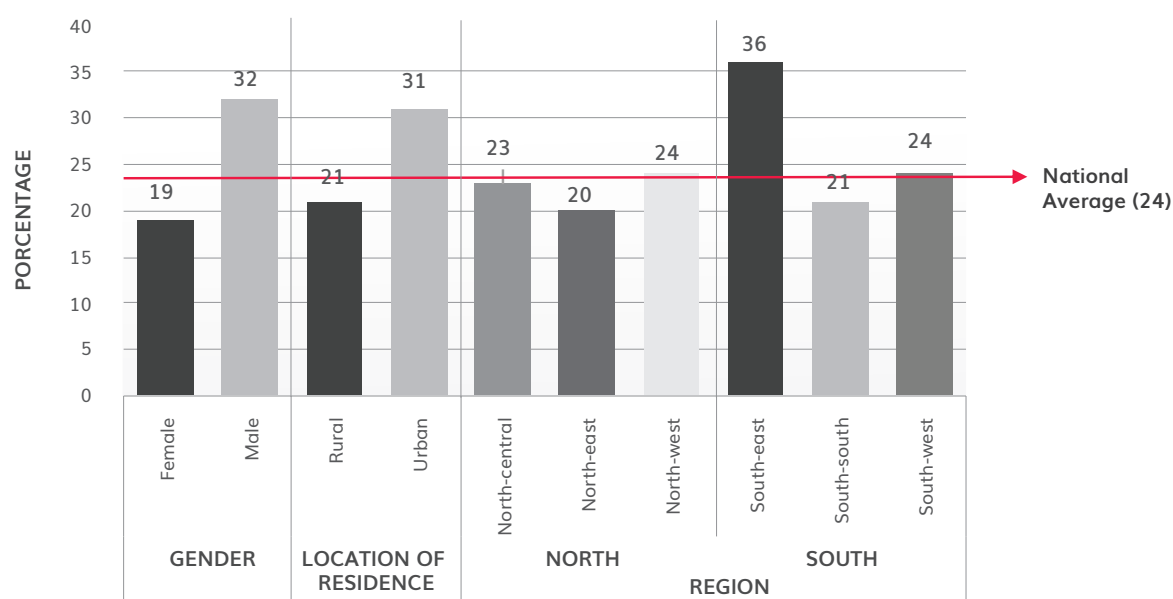 40
35
30
25
20
15
10
5
0
PORCENTAGE
19
32
21
31
23
20
24
36
21
24
National
Average (24)
Female
Male
Rural
Urban
North-central
North-east
North-west
South-east
South-south
South-west
GENDER
LOCATION OF
RESIDENCE
NORTH
SOUTH
REGION